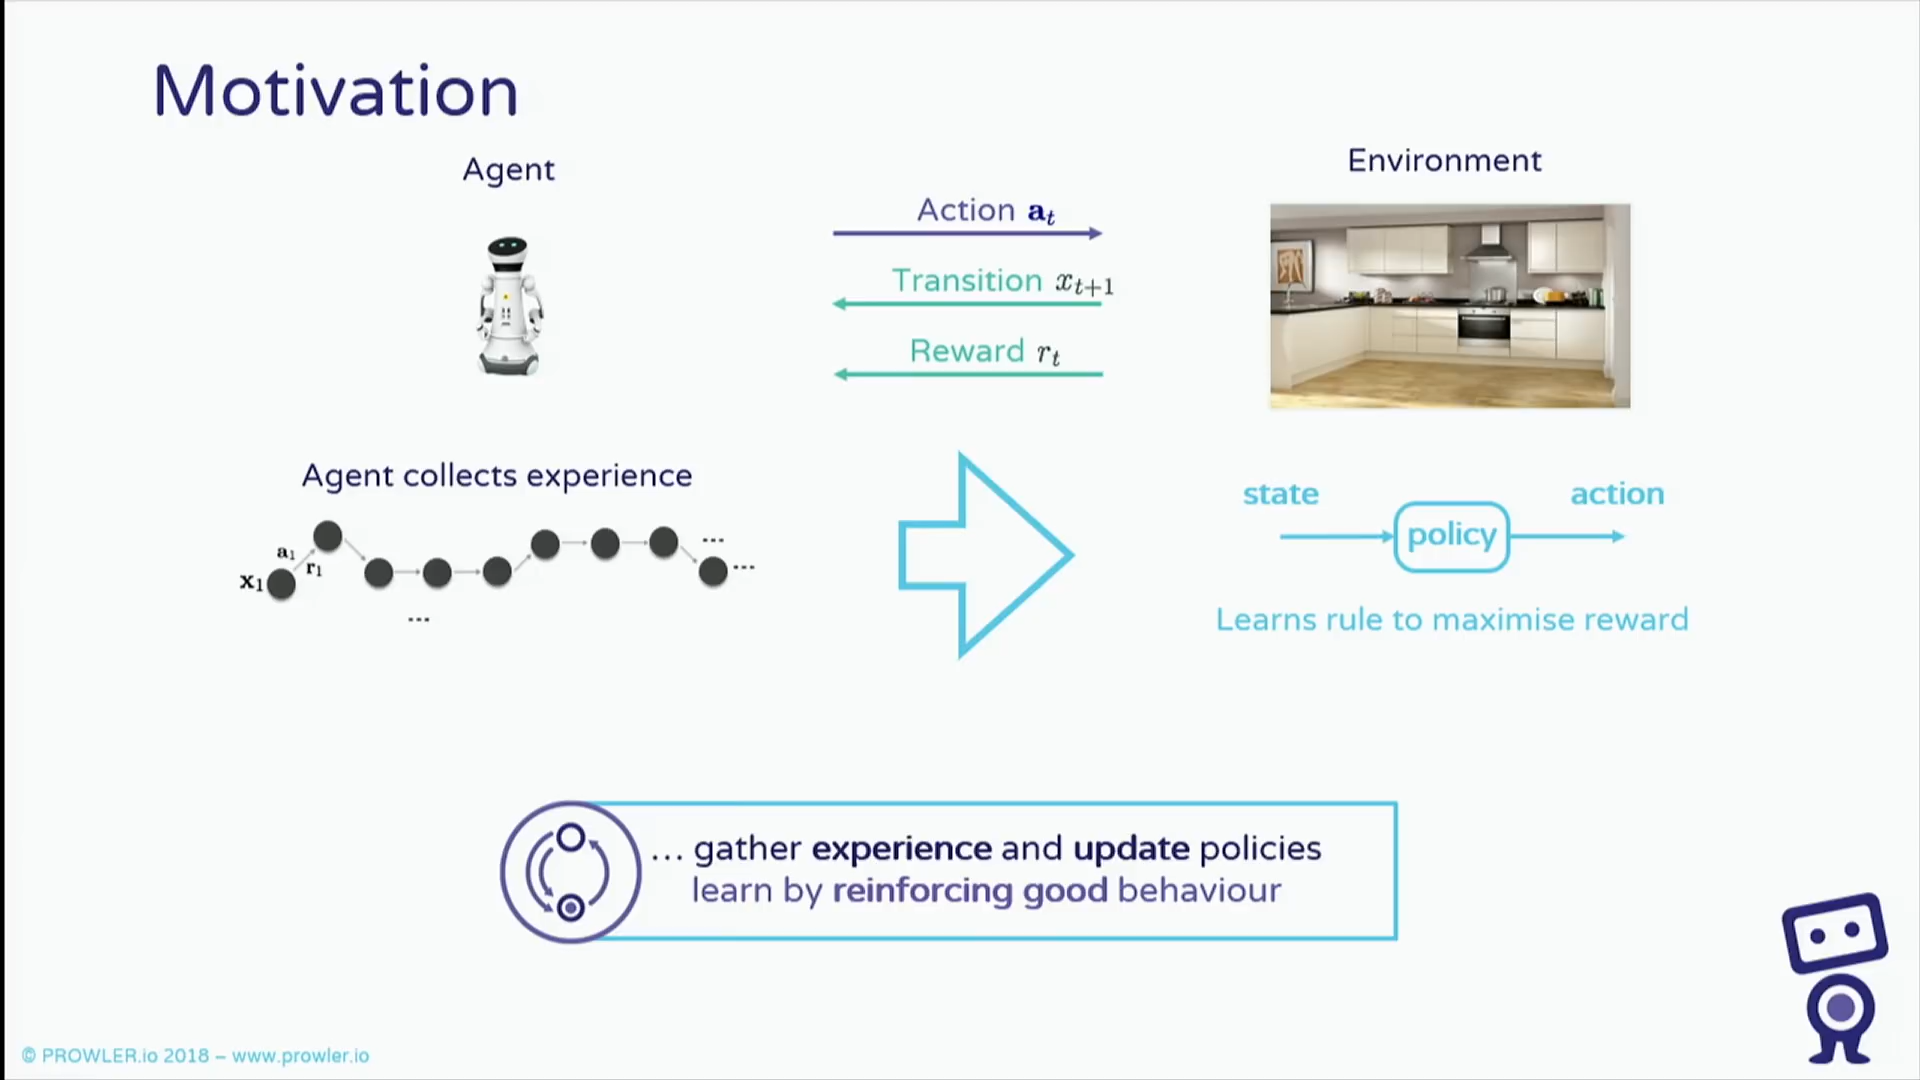 Motivation
Agent
Environment
Action a_t
Transition x_{t+1}
Reward r_t
Agent collects experience
state
action
policy
a_1
r_1
x_1
...
...
...
Learns rule to maximise reward
... gather experience and update policies
learn by reinforcing good behaviour
© PROWLER.io 2018 – www.prowler.io